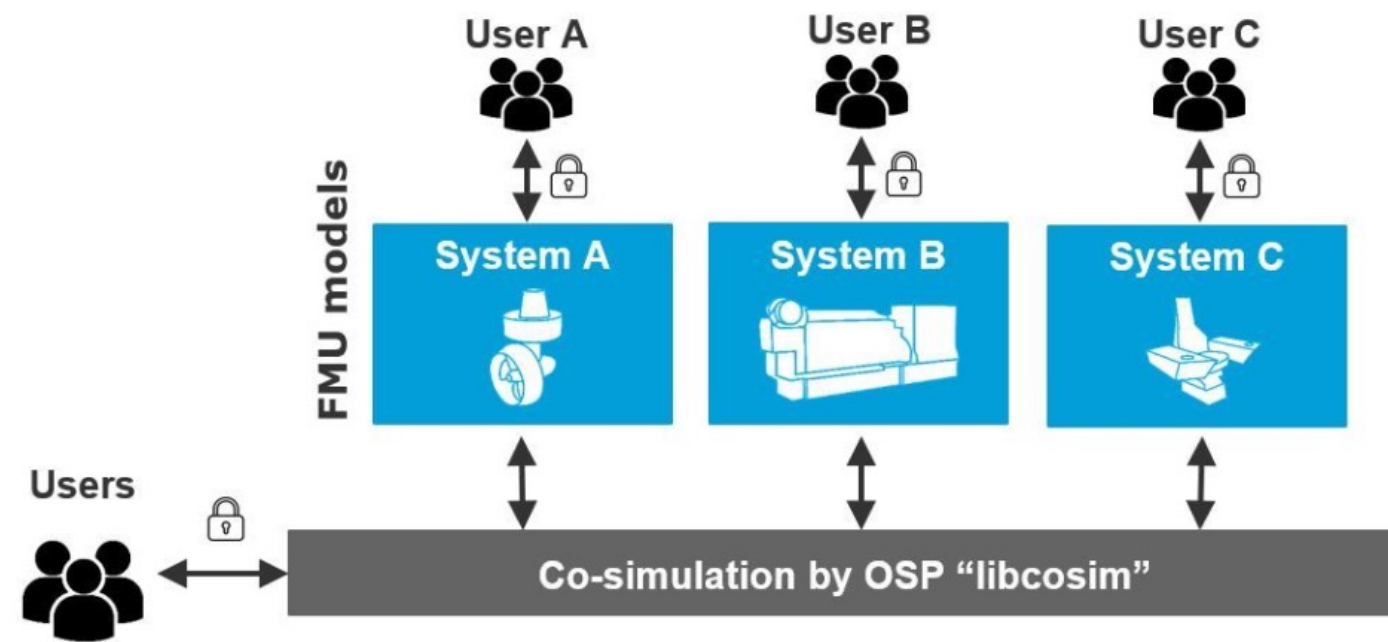 User A
User B
User C
FMU models
System A
System B
System C
Users
Co-simulation by OSP “libcosim”